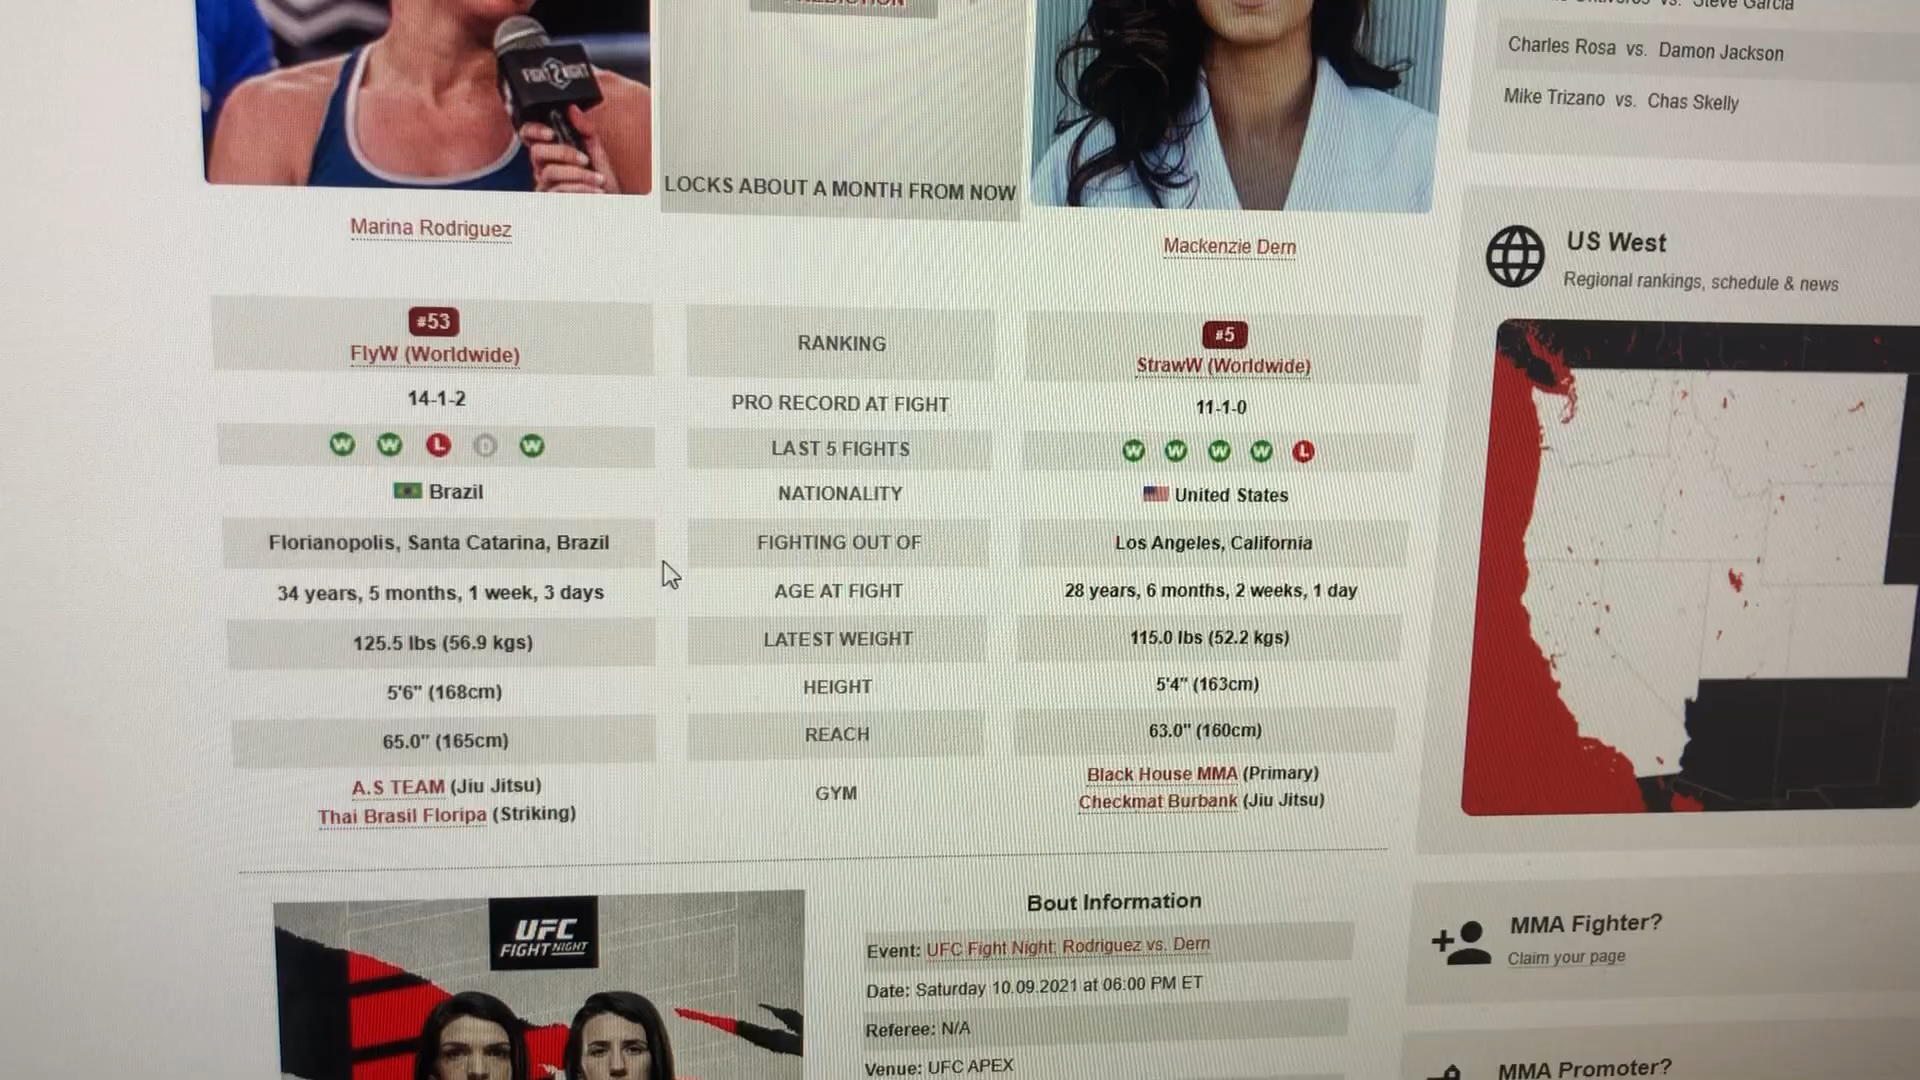 LOCKS ABOUT A MONTH FROM NOW
Marina Rodriguez
Mackenzie Dern
#53
FlyW (Worldwide)
RANKING
#5
StrawW (Worldwide)
14-1-2
PRO RECORD AT FIGHT
11-1-0
W W L D W
LAST 5 FIGHTS
W W W W L
Brazil
NATIONALITY
United States
Florianopolis, Santa Catarina, Brazil
FIGHTING OUT OF
Los Angeles, California
34 years, 5 months, 1 week, 3 days
AGE AT FIGHT
28 years, 6 months, 2 weeks, 1 day
125.5 lbs (56.9 kgs)
LATEST WEIGHT
115.0 lbs (52.2 kgs)
5'6" (168cm)
HEIGHT
5'4" (163cm)
65.0" (165cm)
REACH
63.0" (160cm)
A.S TEAM (Jiu Jitsu)
Thai Brasil Floripa (Striking)
GYM
Black House MMA (Primary)
Checkmat Burbank (Jiu Jitsu)
UFC
FIGHT NIGHT
Bout Information
Event: UFC Fight Night: Rodriguez vs. Dern
Date: Saturday 10.09.2021 at 06:00 PM ET
Referee: N/A
Venue: UFC APEX
vs. Steve Garcia
Charles Rosa vs. Damon Jackson
Mike Trizano vs. Chas Skelly
US West
Regional rankings, schedule & news
MMA Fighter?
Claim your page
MMA Promoter?